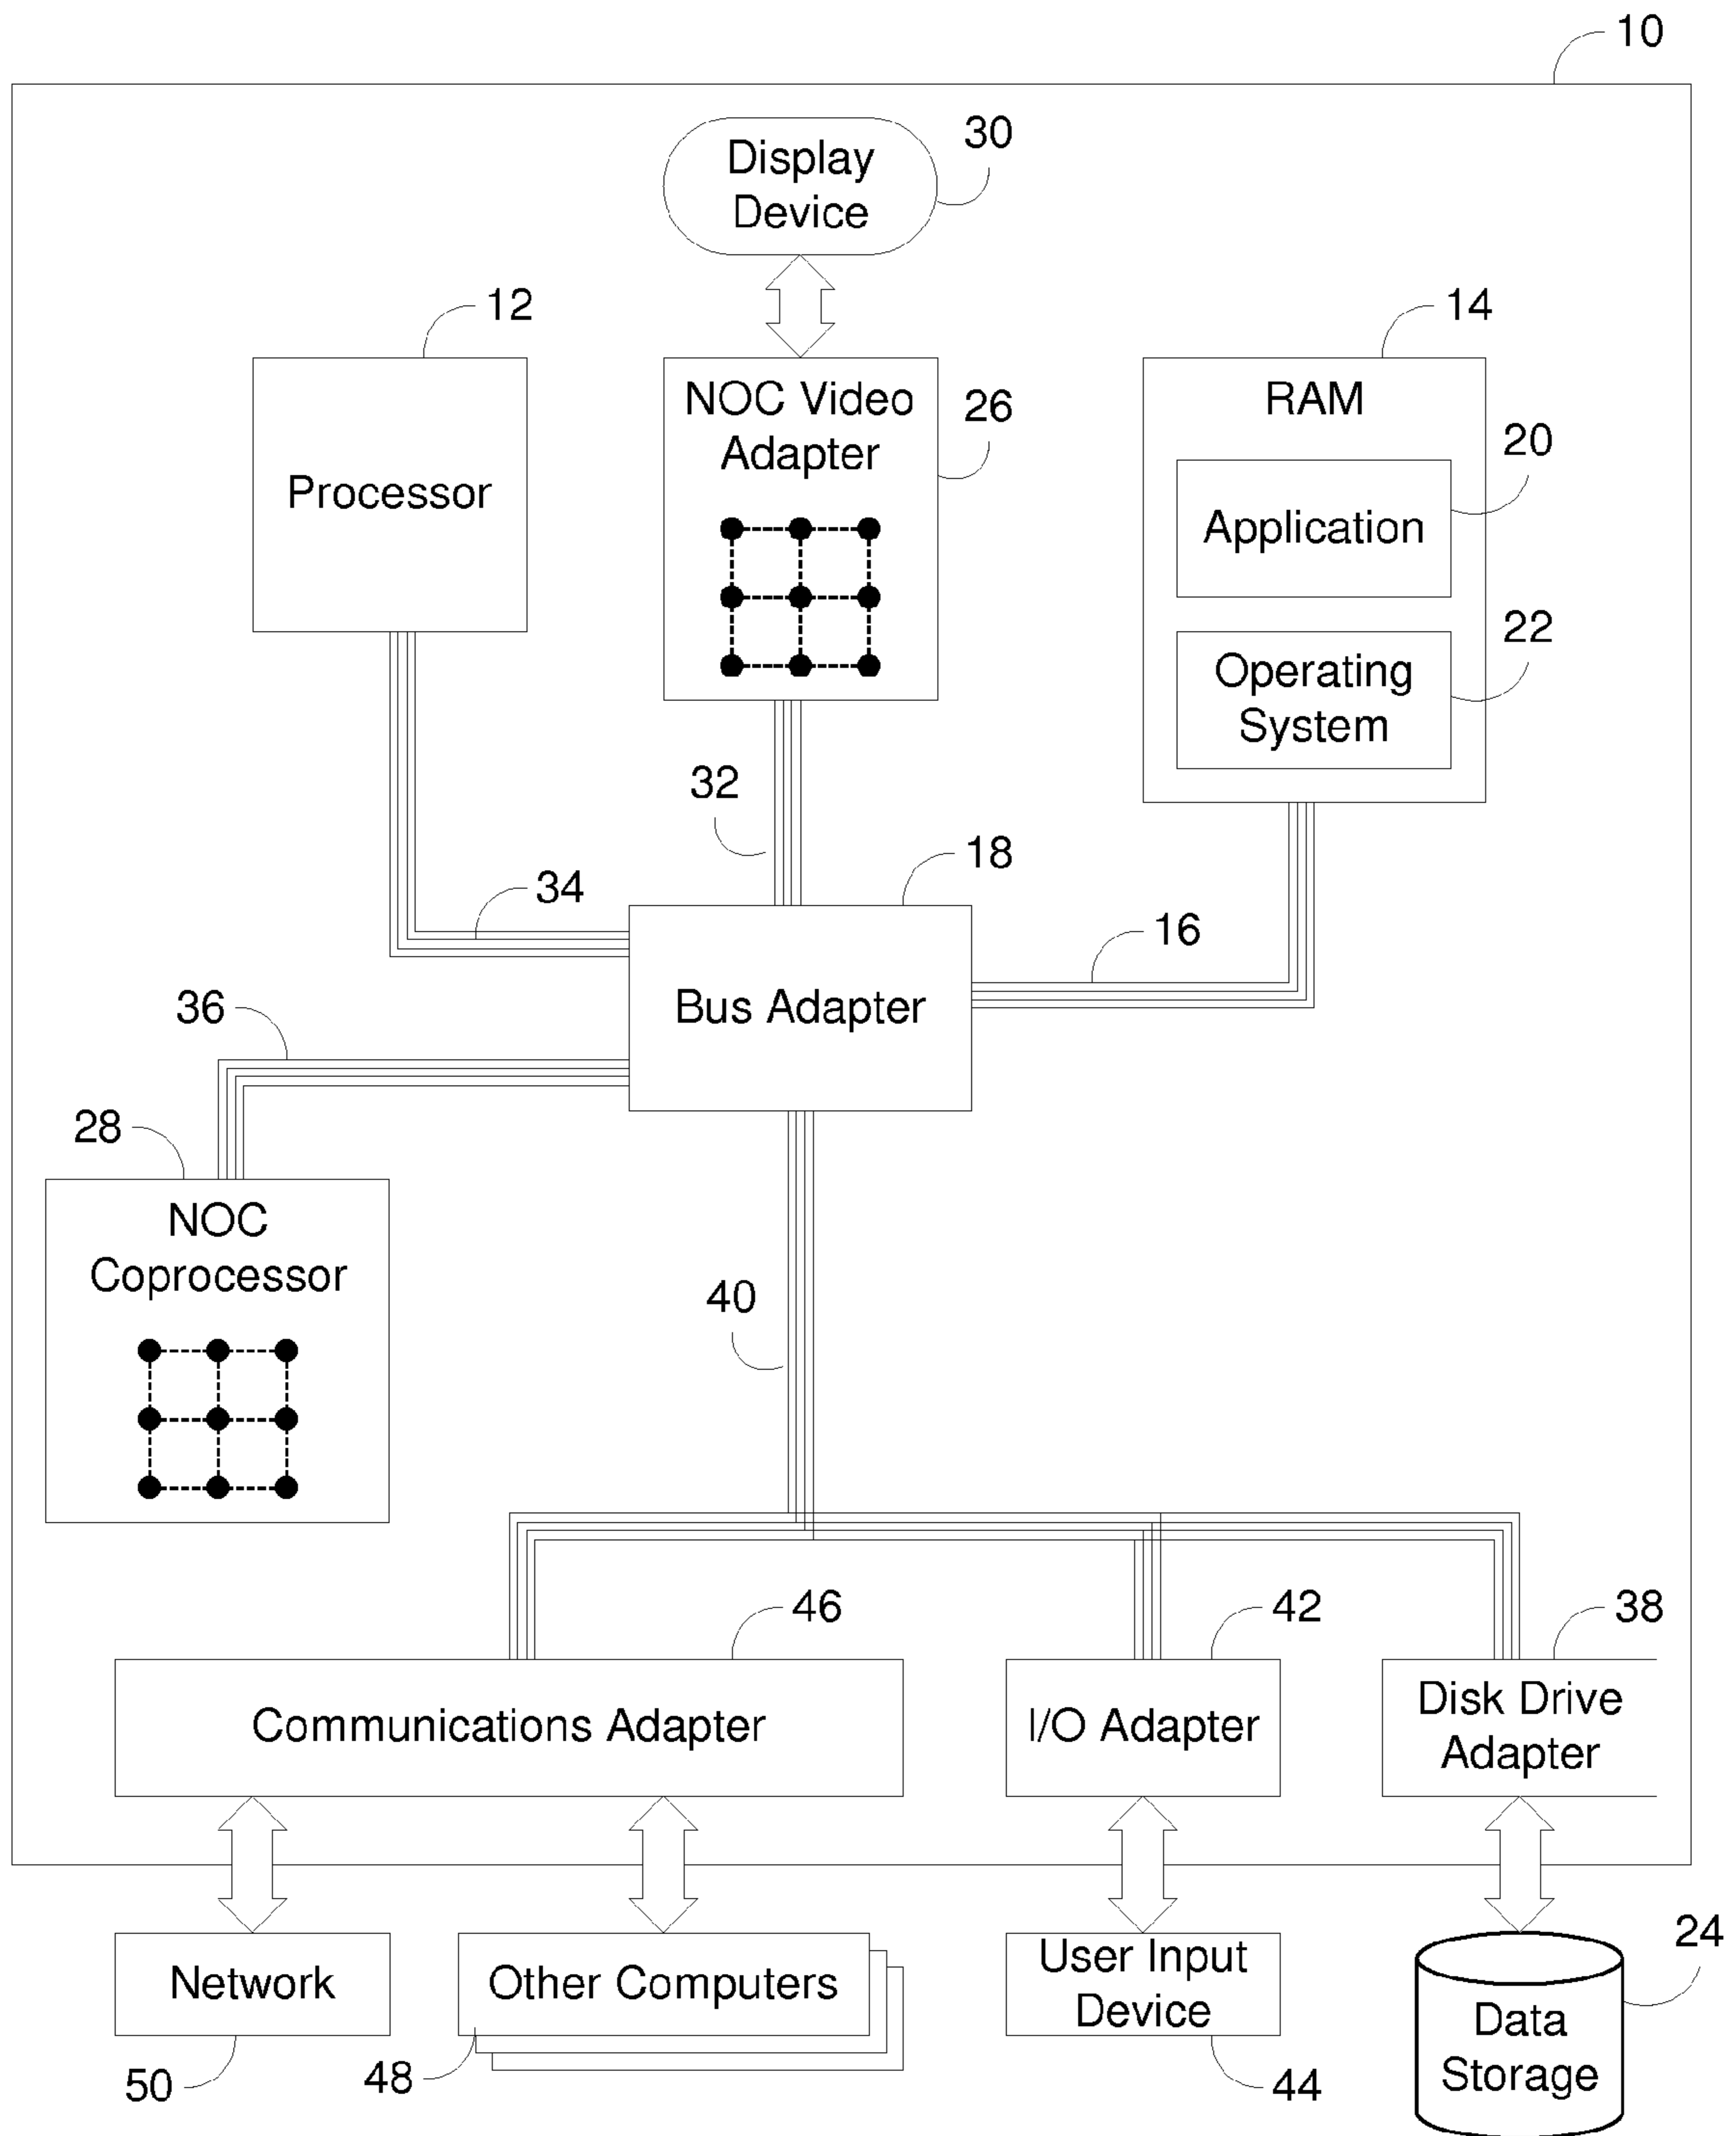 10
Display
Device
30
12
14
NOC Video
Adapter
26
RAM
20
Processor
Application
22
Operating
System
32
18
34
16
36
Bus Adapter
28
NOC
Coprocessor
40
46
42
38
Communications Adapter
I/O Adapter
Disk Drive
Adapter
24
Network
Other Computers
User Input
Device
Data
Storage
50
48
44